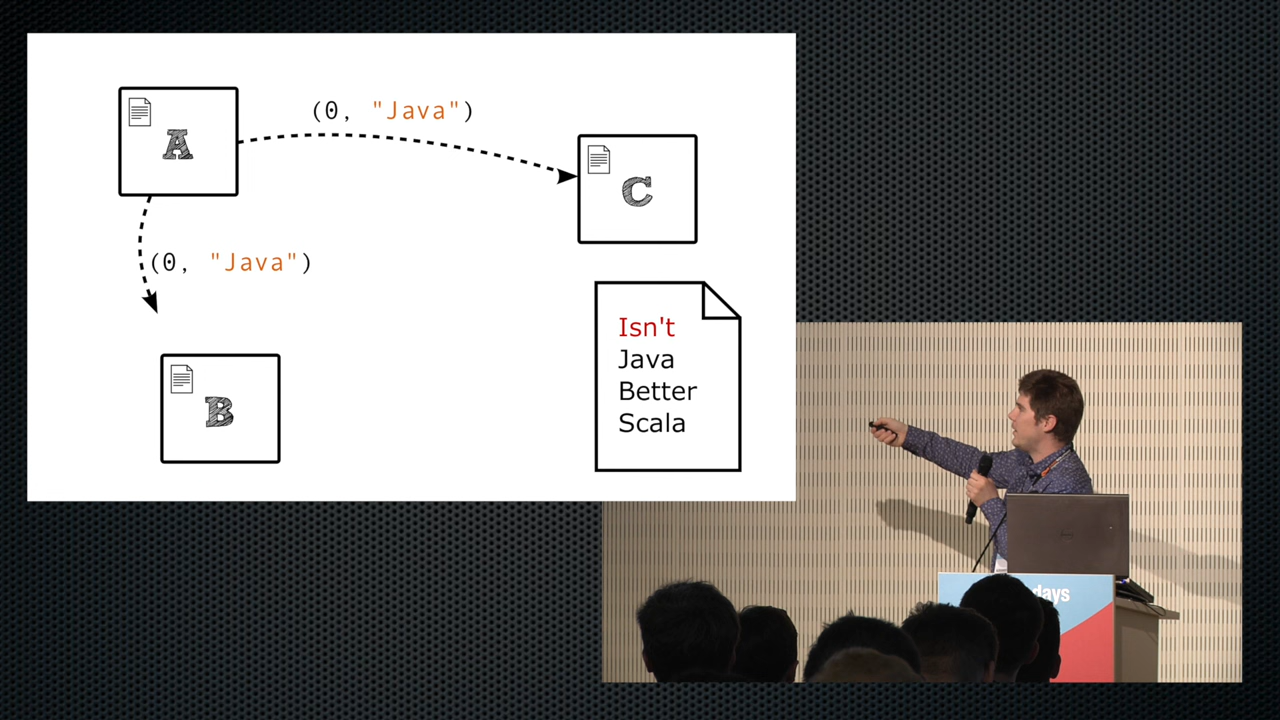 A
(0, "Java")
C
(0, "Java")
B
Isn't
Java
Better
Scala
days